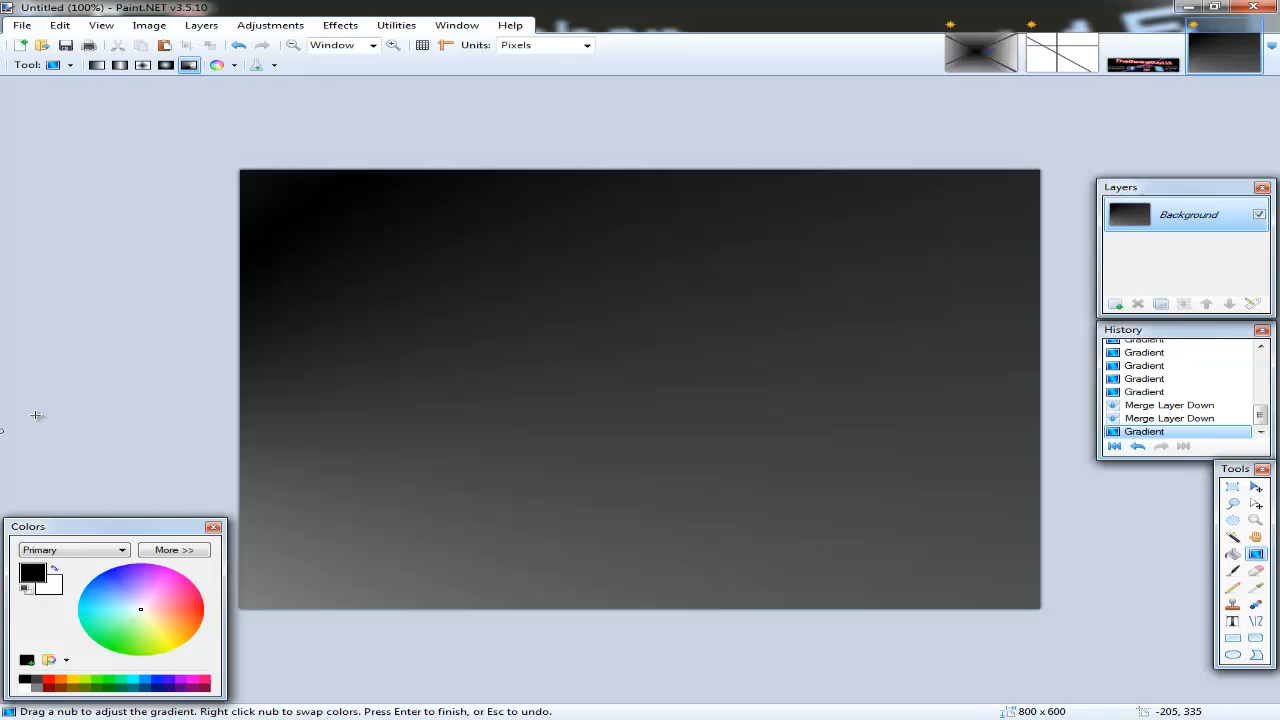 Untitled (100%) - Paint.NET v3.5.10
File Edit View Image Layers Adjustments Effects Utilities Window Help
Window Units: Pixels
Tool:
Layers
Background
History
Gradient
Gradient
Gradient
Gradient
Gradient
Merge Layer Down
Merge Layer Down
Gradient
Tools
Colors
Primary More >>
Drag a nub to adjust the gradient. Right click nub to swap colors. Press Enter to finish, or Esc to undo. 800 x 600 -205, 335